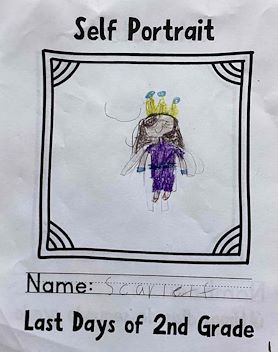 Self Portrait
Name: Scarlett
Last Days of 2nd Grade